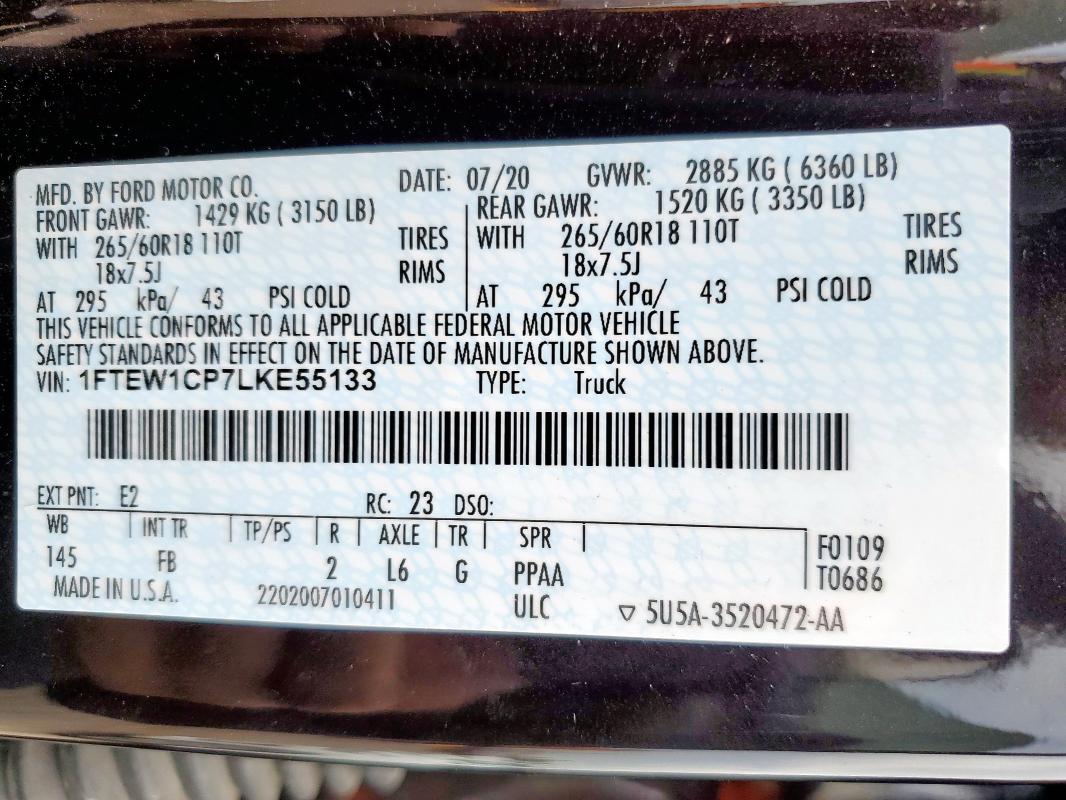 MFD. BY FORD MOTOR CO. DATE: 07/20 GVWR: 2885 KG ( 6360 LB)
FRONT GAWR: 1429 KG ( 3150 LB) REAR GAWR: 1520 KG ( 3350 LB)
WITH 265/60R18 110T TIRES WITH 265/60R18 110T TIRES
18x7.5J RIMS 18x7.5J RIMS
AT 295 kPa/ 43 PSI COLD AT 295 kPa/ 43 PSI COLD
THIS VEHICLE CONFORMS TO ALL APPLICABLE FEDERAL MOTOR VEHICLE
SAFETY STANDARDS IN EFFECT ON THE DATE OF MANUFACTURE SHOWN ABOVE.
VIN: 1FTEW1CP7LKE55133 TYPE: Truck
EXT PNT: E2 RC: 23 DSO:
WB INT TR TP/PS R AXLE TR SPR F0109
145 FB 2 L6 G PPAA T0686
MADE IN U.S.A. 2202007010411 ULC ▽ 5U5A-3520472-AA